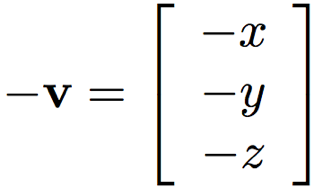 −v = [ −x
−y
−z ]